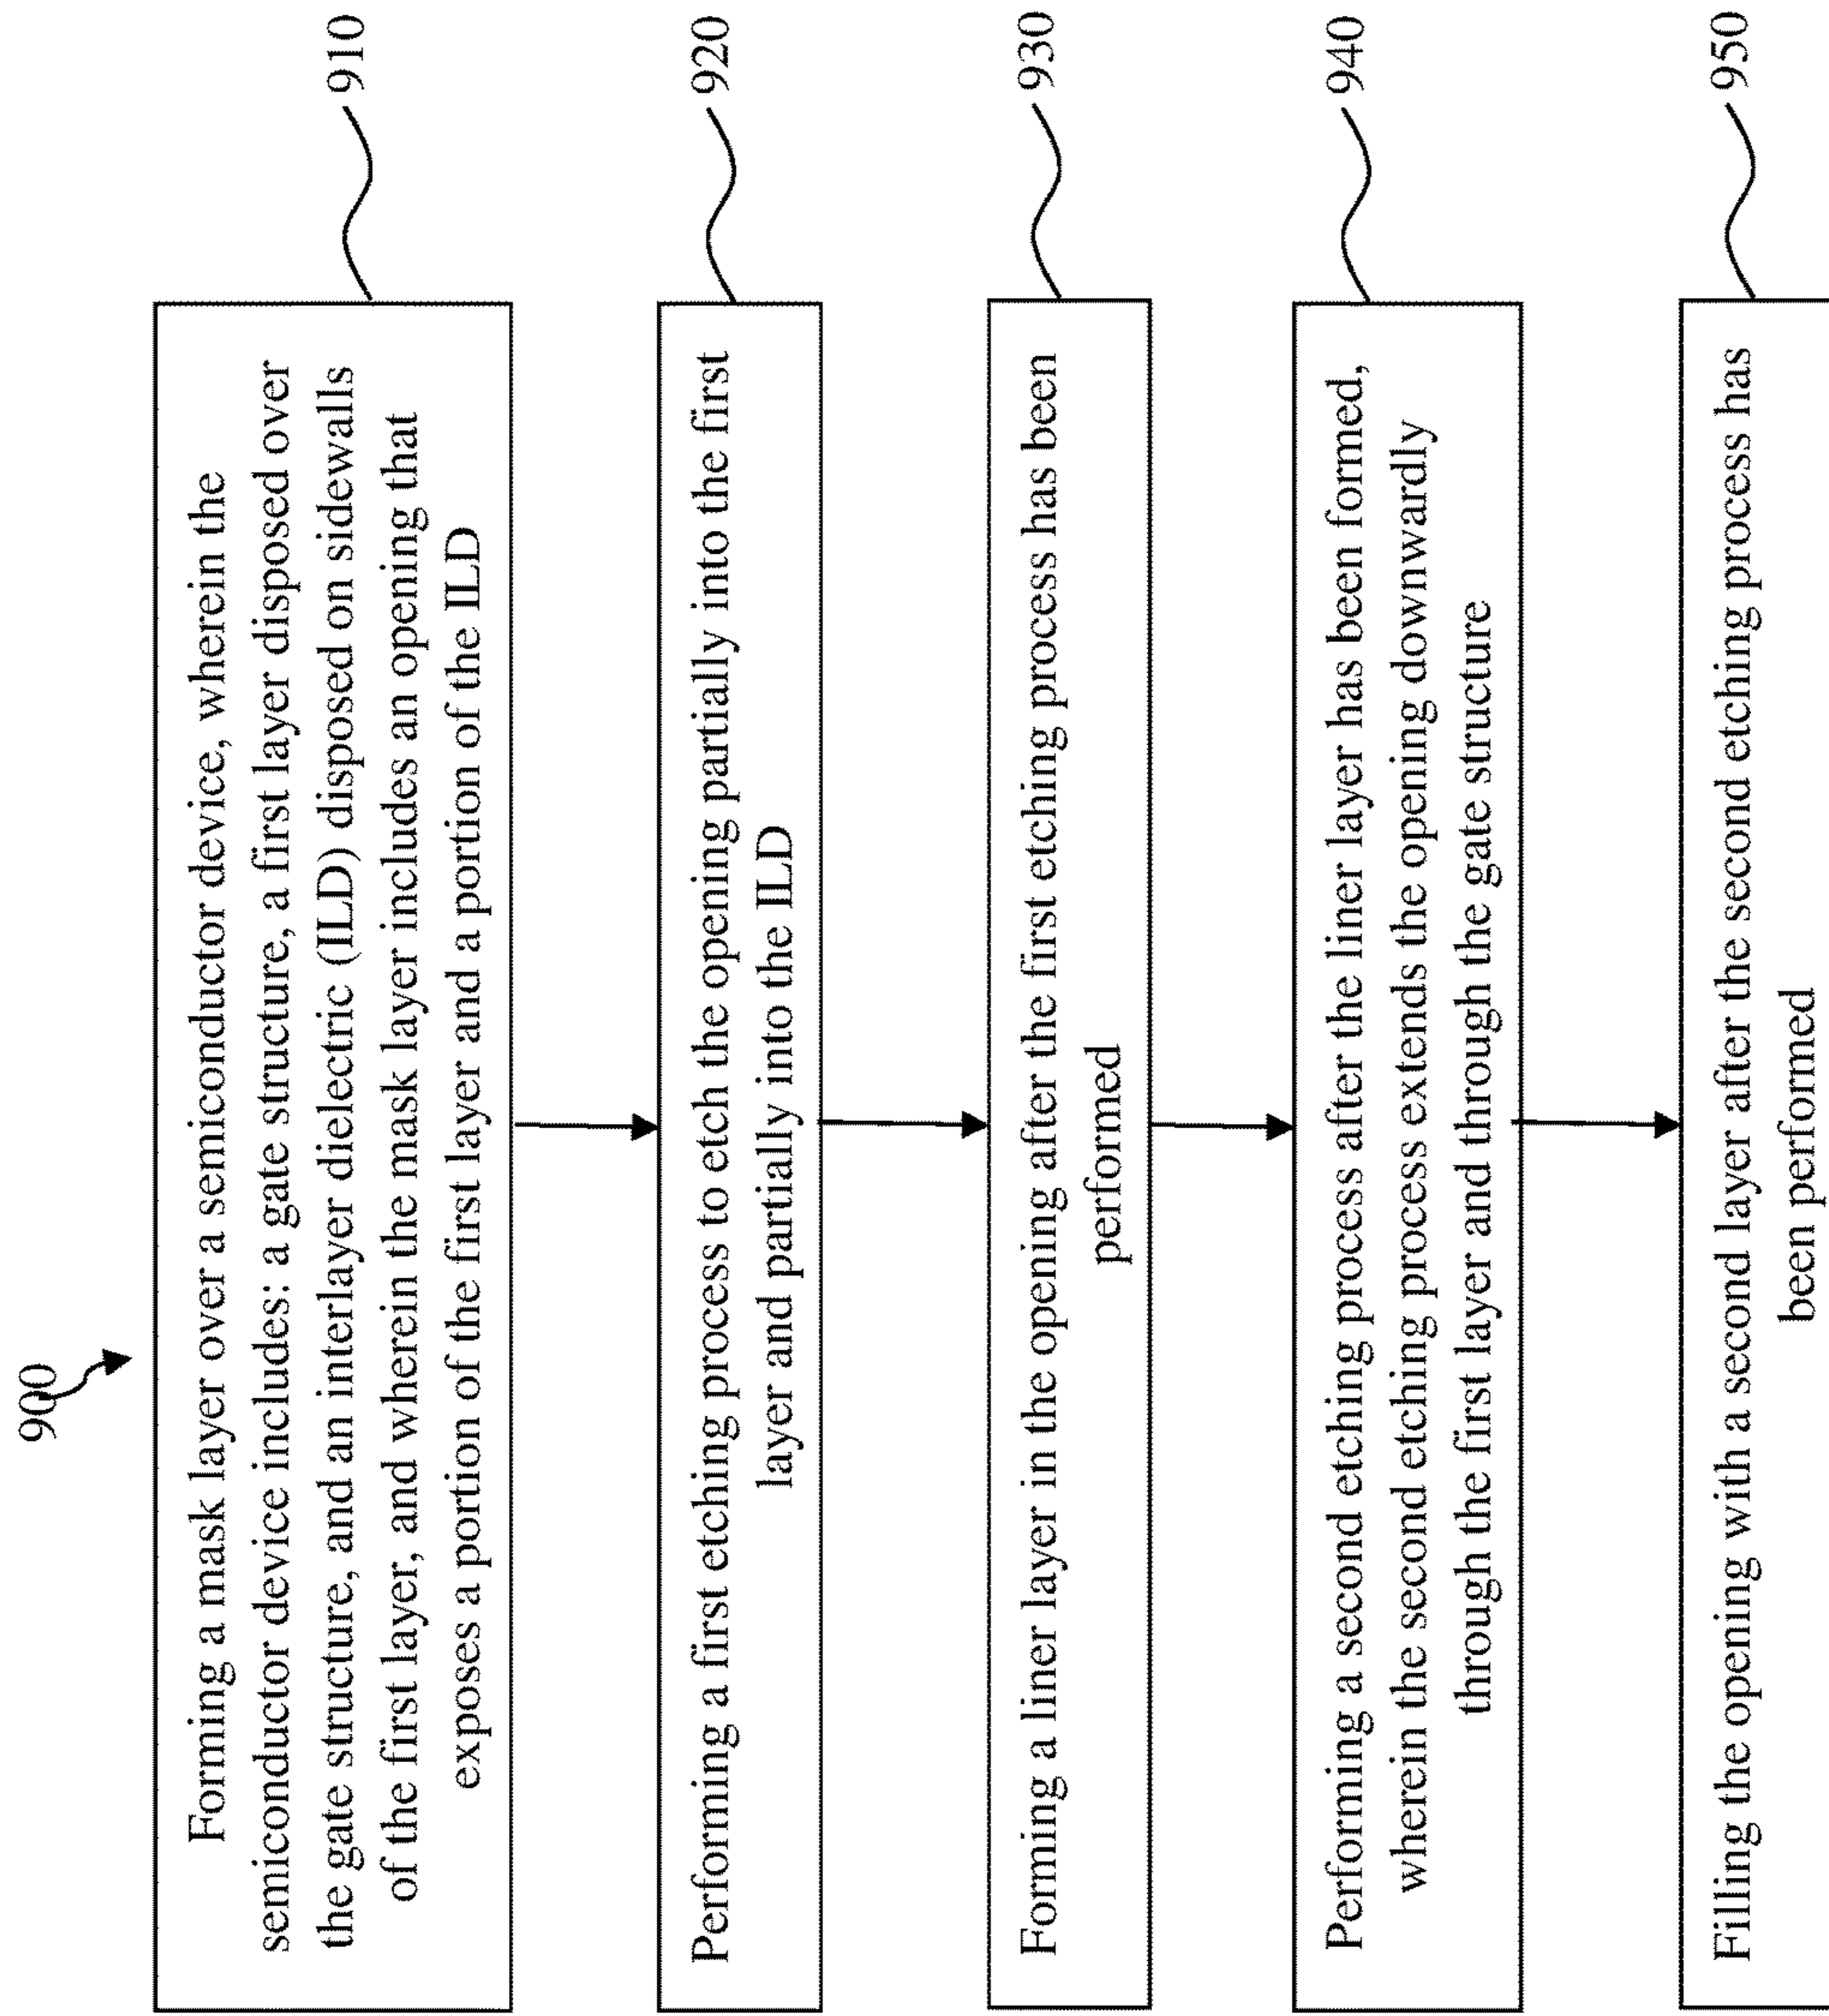 900
Forming a mask layer over a semiconductor device, wherein the
semiconductor device includes: a gate structure, a first layer disposed over
the gate structure, and an interlayer dielectric (ILD) disposed on sidewalls
of the first layer, and wherein the mask layer includes an opening that
exposes a portion of the first layer and a portion of the ILD
910
Performing a first etching process to etch the opening partially into the first
layer and partially into the ILD
920
Forming a liner layer in the opening after the first etching process has been
performed
930
Performing a second etching process after the liner layer has been formed,
wherein the second etching process extends the opening downwardly
through the first layer and through the gate structure
940
Filling the opening with a second layer after the second etching process has
been performed
950